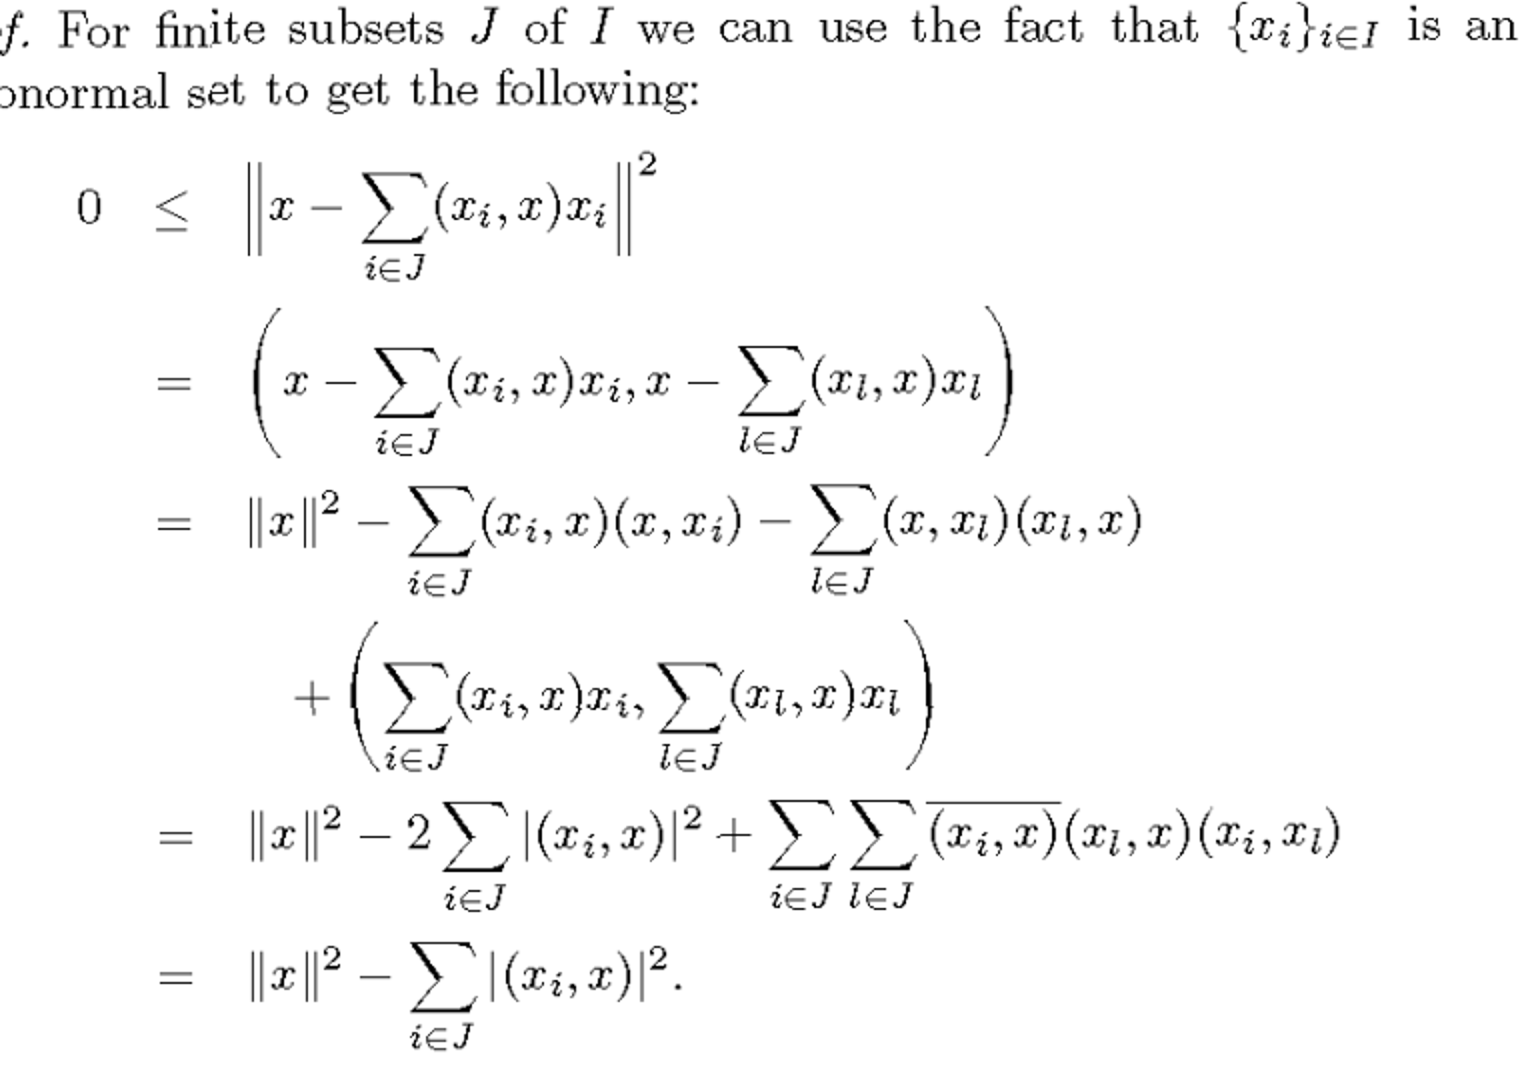 f. For finite subsets J of I we can use the fact that {x_i}_{i∈I} is an
onormal set to get the following:
0 ≤ ‖x − ∑_{i∈J} (x_i, x)x_i‖²
= (x − ∑_{i∈J} (x_i, x)x_i, x − ∑_{l∈J} (x_l, x)x_l)
= ‖x‖² − ∑_{i∈J} (x_i, x)(x, x_i) − ∑_{l∈J} (x, x_l)(x_l, x)
+ (∑_{i∈J} (x_i, x)x_i, ∑_{l∈J} (x_l, x)x_l)
= ‖x‖² − 2 ∑_{i∈J} |(x_i, x)|² + ∑_{i∈J} ∑_{l∈J} \overline{(x_i, x)}(x_l, x)(x_i, x_l)
= ‖x‖² − ∑_{i∈J} |(x_i, x)|².